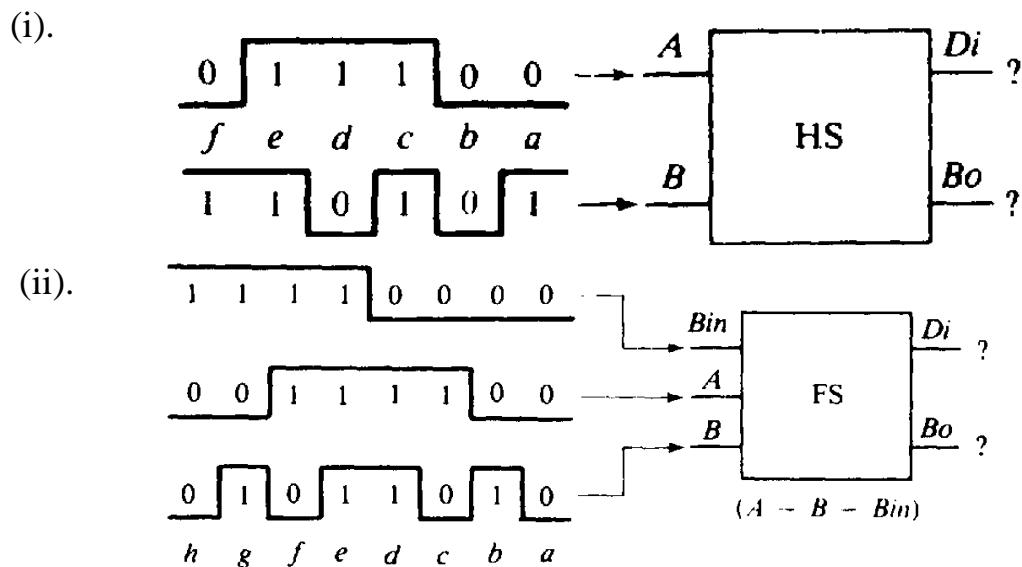 (i).
A Di
0 1 1 1 0 0 ?
f e d c b a
HS
B Bo
1 1 0 1 0 1 ?
(ii).
1 1 1 1 0 0 0 0
Bin Di ?
0 0 1 1 1 1 0 0
A FS
B Bo ?
0 1 0 1 1 0 1 0
(A - B - Bin)
h g f e d c b a